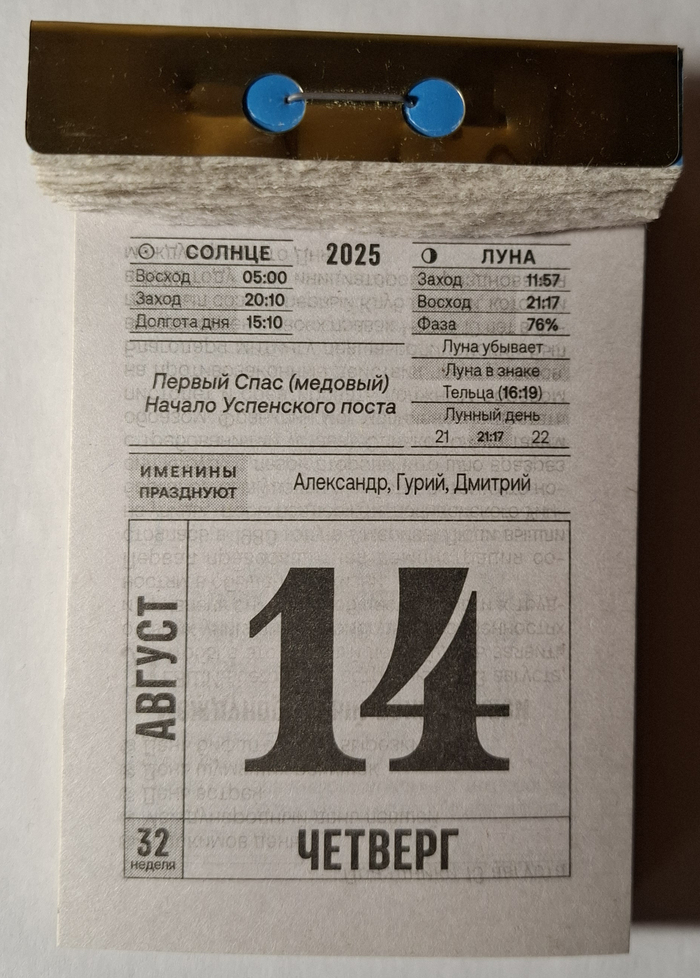 СОЛНЦЕ
Восход 05:00
Заход 20:10
Долгота дня 15:10
2025
ЛУНА
Заход 11:57
Восход 21:17
Фаза 76%
Луна убывает
Луна в знаке
Тельца (16:19)
Лунный день
21 21:17 22
Первый Спас (медовый)
Начало Успенского поста
ИМЕНИНЫ
ПРАЗДНУЮТ
Александр, Гурий, Дмитрий
АВГУСТ
14
32
неделя
ЧЕТВЕРГ